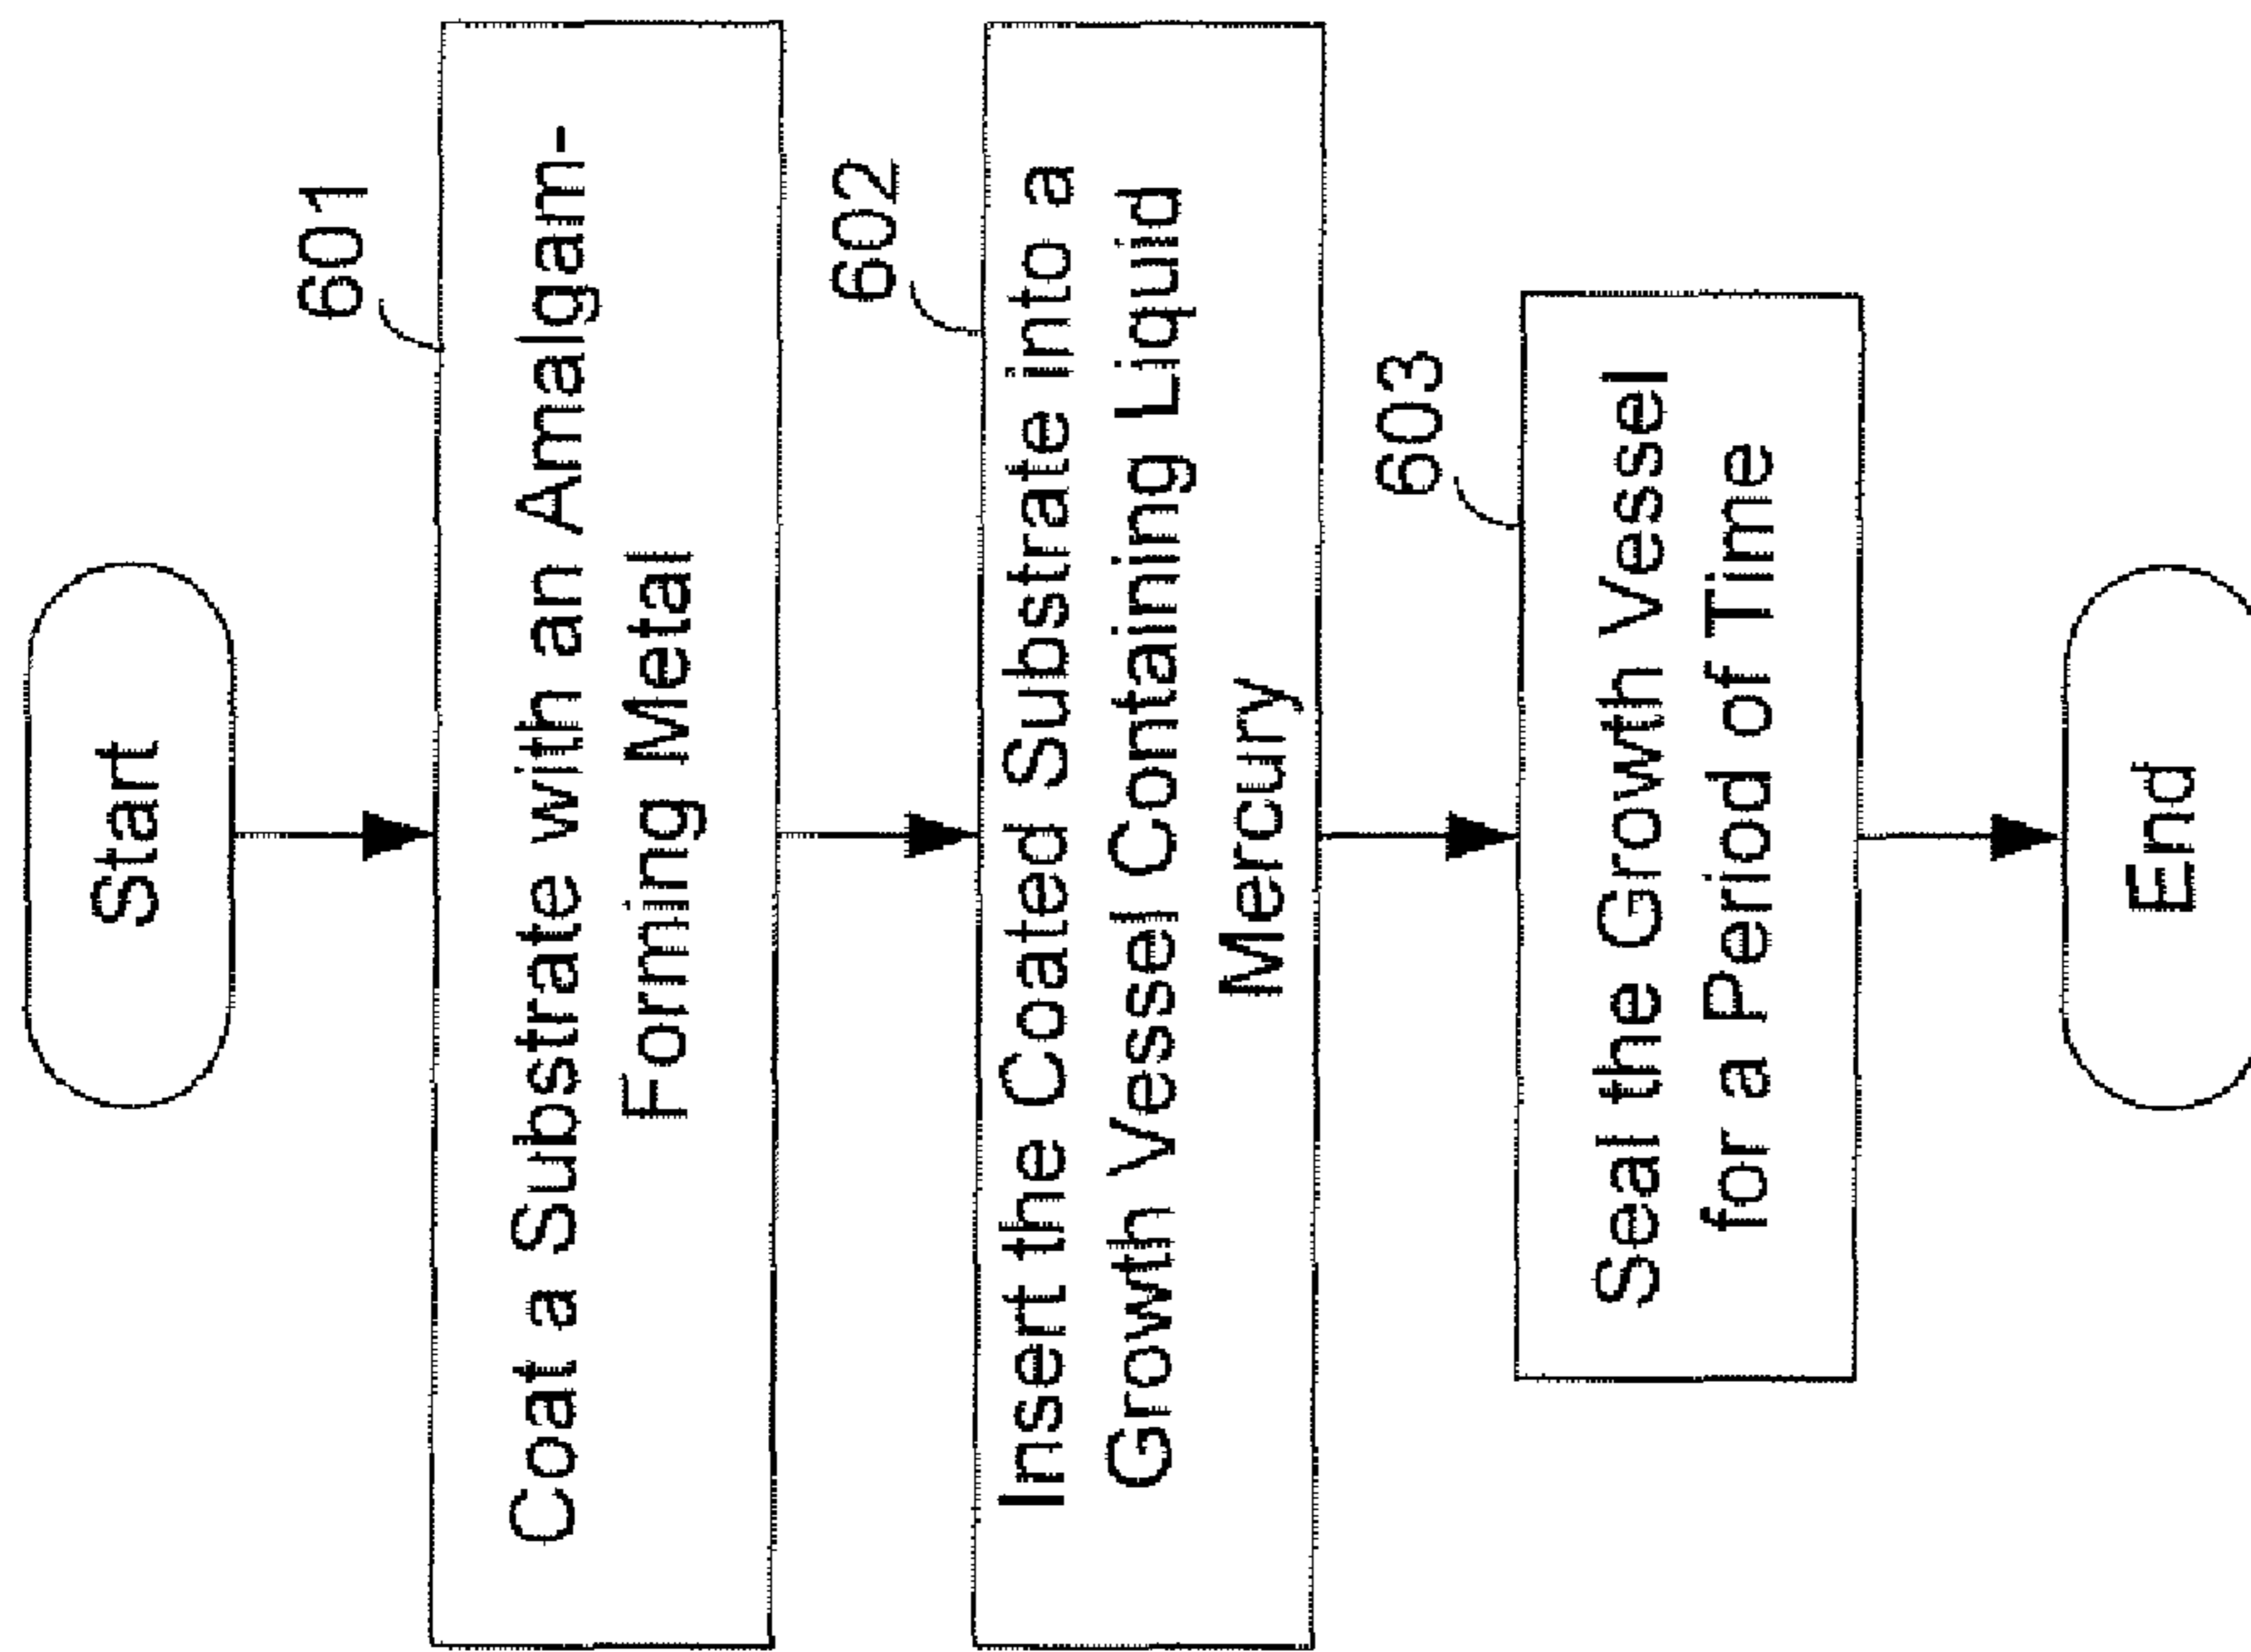 Start
601
Coat a Substrate with an Amalgam-
Forming Metal
602
Insert the Coated Substrate into a
Growth Vessel Containing Liquid
Mercury
603
Seal the Growth Vessel
for a Period of Time
End